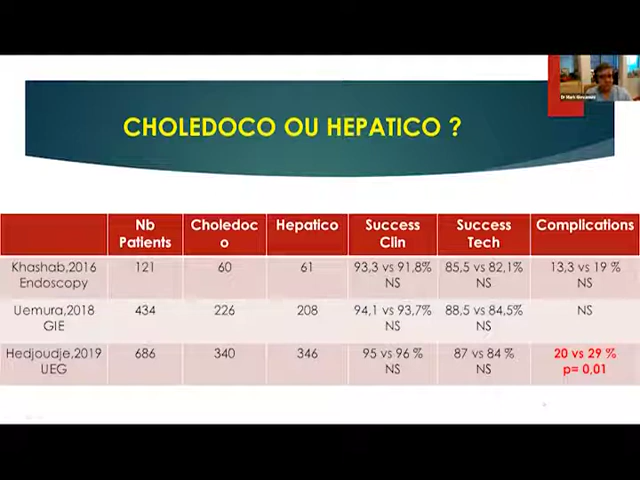 CHOLEDOCO OU HEPATICO ?
Nb Patients
Choledoc o
Hepatico
Success Clin
Success Tech
Complications
Khashab,2016 Endoscopy
121
60
61
93,3 vs 91,8% NS
85,5 vs 82,1% NS
13,3 vs 19 % NS
Uemura,2018 GIE
434
226
208
94,1 vs 93,7% NS
88,5 vs 84,5% NS
NS
Hedjoudje,2019 UEG
686
340
346
95 vs 96 % NS
87 vs 84 % NS
20 vs 29 % p= 0,01